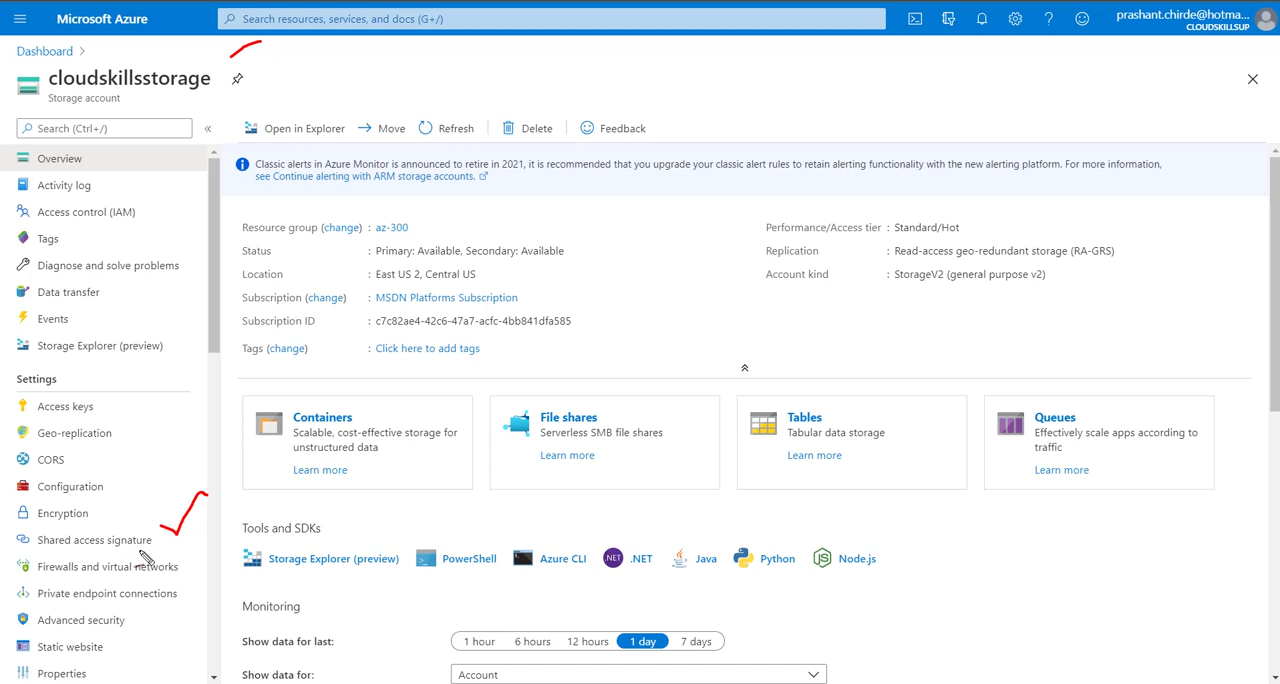 Microsoft Azure
Search resources, services, and docs (G+/)
prashant.chirde@hotma...
CLOUDSKILLSUP
Dashboard
cloudskillsstorage
Storage account
Search (Ctrl+/)
Open in Explorer
Move
Refresh
Delete
Feedback
Overview
Activity log
Access control (IAM)
Tags
Diagnose and solve problems
Data transfer
Events
Storage Explorer (preview)
Settings
Access keys
Geo-replication
CORS
Configuration
Encryption
Shared access signature
Firewalls and virtual networks
Private endpoint connections
Advanced security
Static website
Properties
Classic alerts in Azure Monitor is announced to retire in 2021, it is recommended that you upgrade your classic alert rules to retain alerting functionality with the new alerting platform. For more information,
see Continue alerting with ARM storage accounts.
Resource group (change) : az-300
Status : Primary: Available, Secondary: Available
Location : East US 2, Central US
Subscription (change) : MSDN Platforms Subscription
Subscription ID : c7c82ae4-42c6-47a7-acfc-4bb841dfa585
Tags (change) : Click here to add tags
Performance/Access tier : Standard/Hot
Replication : Read-access geo-redundant storage (RA-GRS)
Account kind : StorageV2 (general purpose v2)
Containers
Scalable, cost-effective storage for
unstructured data
Learn more
File shares
Serverless SMB file shares
Learn more
Tables
Tabular data storage
Learn more
Queues
Effectively scale apps according to
traffic
Learn more
Tools and SDKs
Storage Explorer (preview)
PowerShell
Azure CLI
NET
.NET
Java
Python
Node.js
Monitoring
Show data for last:
1 hour
6 hours
12 hours
1 day
7 days
Show data for:
Account